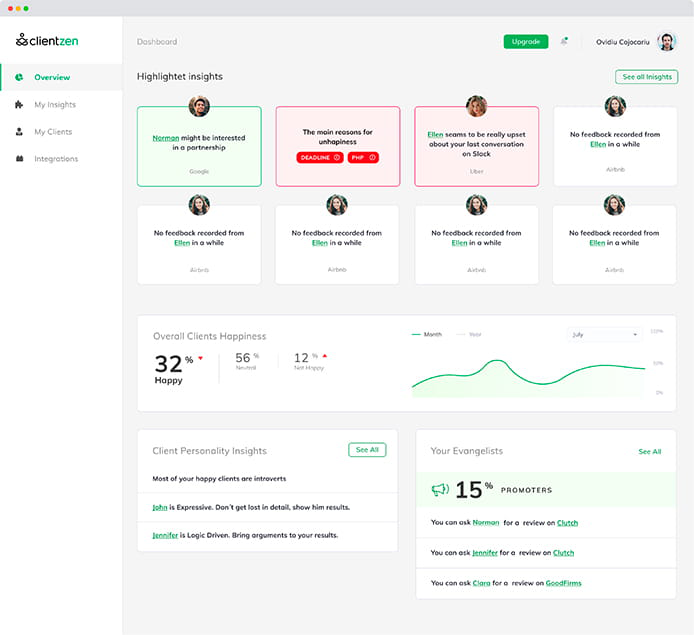 clientzen
Dashboard
Upgrade
Ovidiu Cojocariu
Overview
My Insights
My Clients
Integrations
Highlightet insights
See all Insights
Norman might be interested
in a partnership
Google
The main reasons for
unhapiness
DEADLINE
PHP
Ellen seems to be really upset
about your last conversation
on Slack
Uber
No feedback recorded from
Ellen in a while
Airbnb
No feedback recorded from
Ellen in a while
Airbnb
No feedback recorded from
Ellen in a while
Airbnb
No feedback recorded from
Ellen in a while
Airbnb
No feedback recorded from
Ellen in a while
Airbnb
Overall Clients Happiness
32 %
Happy
56 %
Neutral
12 %
Not Happy
Month
Year
July
100%
50%
0%
Client Personality Insights
See All
Most of your happy clients are introverts
John is Expressive. Don't get lost in detail, show him results.
Jennifer is Logic Driven. Bring arguments to your results.
Your Evangelists
See All
15 % PROMOTERS
You can ask Norman for a review on Clutch
You can ask Jennifer for a review on Clutch
You can ask Clara for a review on GoodFirms